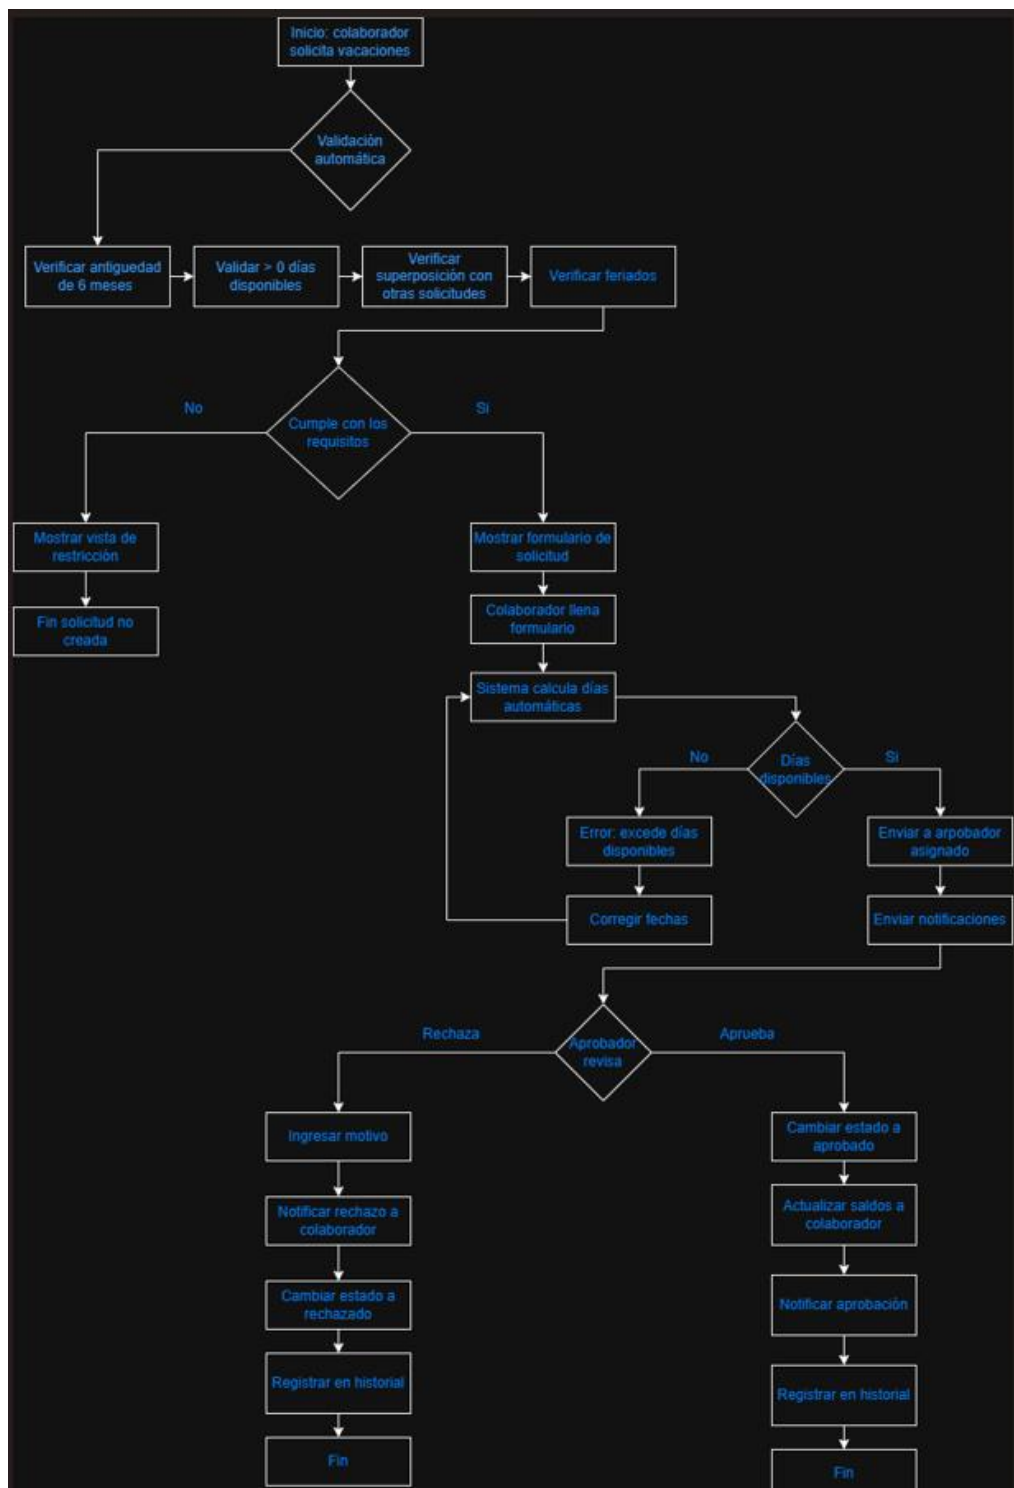 Inicio: colaborador
solicita vacaciones
Validación
automática
Verificar antiguedad
de 6 meses
Validar > 0 días
disponibles
Verificar
superposición con
otras solicitudes
Verificar feriados
Cumple con los
requisitos
No
Si
Mostrar vista de
restricción
Fin solicitud no
creada
Mostrar formulario de
solicitud
Colaborador llena
formulario
Sistema calcula días
automáticas
Días
disponibles
No
Si
Error: excede días
disponibles
Corregir fechas
Enviar a arpobador
asignado
Enviar notificaciones
Aprobador
revisa
Rechaza
Aprueba
Ingresar motivo
Notificar rechazo a
colaborador
Cambiar estado a
rechazado
Registrar en historial
Fin
Cambiar estado a
aprobado
Actualizar saldos a
colaborador
Notificar aprobación
Registrar en historial
Fin